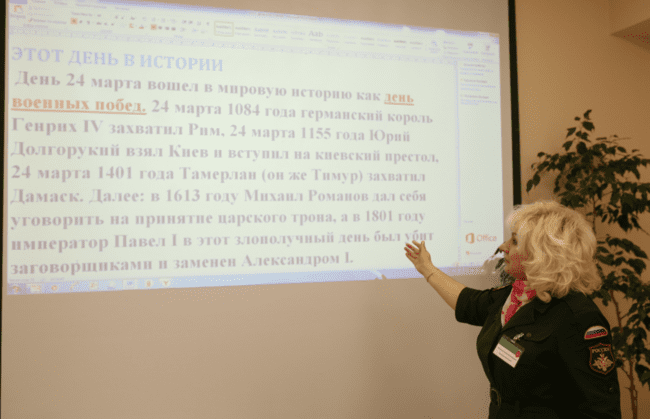 ЭТОТ ДЕНЬ В ИСТОРИИ
День 24 марта вошел в мировую историю как день
военных побед. 24 марта 1084 года германский король
Генрих IV захватил Рим, 24 марта 1155 года Юрий
Долгорукий взял Киев и вступил на киевский престол,
24 марта 1401 года Тамерлан (он же Тимур) захватил
Дамаск. Далее: в 1613 году Михаил Романов дал себя
уговорить на принятие царского трона, а в 1801 году
император Павел I в этот злополучный день был убит
заговорщиками и заменен Александром I.
Office
РОССИЯ